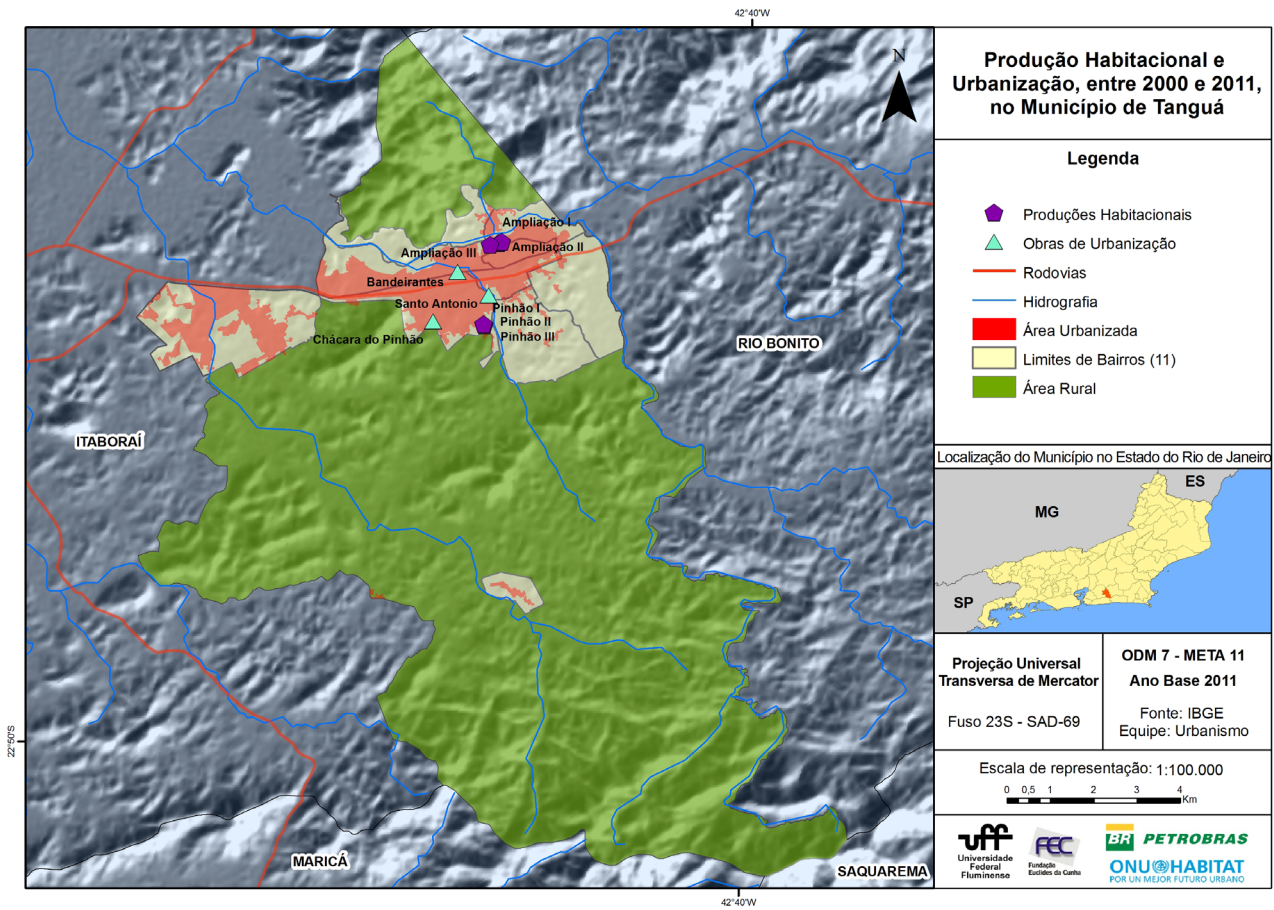 42°40'W
Produção Habitacional e
Urbanização, entre 2000 e 2011,
no Município de Tanguá
N
Legenda
Produções Habitacionais
Obras de Urbanização
Rodovias
Hidrografia
Área Urbanizada
Limites de Bairros (11)
Área Rural
Ampliação I
Ampliação II
Ampliação III
Bandeirantes
Santo Antonio
Pinhão I
Pinhão II
Pinhão III
Chácara do Pinhão
RIO BONITO
ITABORAÍ
MARICÁ
SAQUAREMA
22°50'S
42°40'W
Localização do Município no Estado do Rio de Janeiro
ES
MG
SP
Projeção Universal
Transversa de Mercator
Fuso 23S - SAD-69
ODM 7 - META 11
Ano Base 2011
Fonte: IBGE
Equipe: Urbanismo
Escala de representação: 1:100.000
0 0,5 1 2 3 4
Km
uff
Universidade
Federal
Fluminense
FEC
Fundação
Euclides da Cunha
BR PETROBRAS
ONU HABITAT
POR UN MEJOR FUTURO URBANO